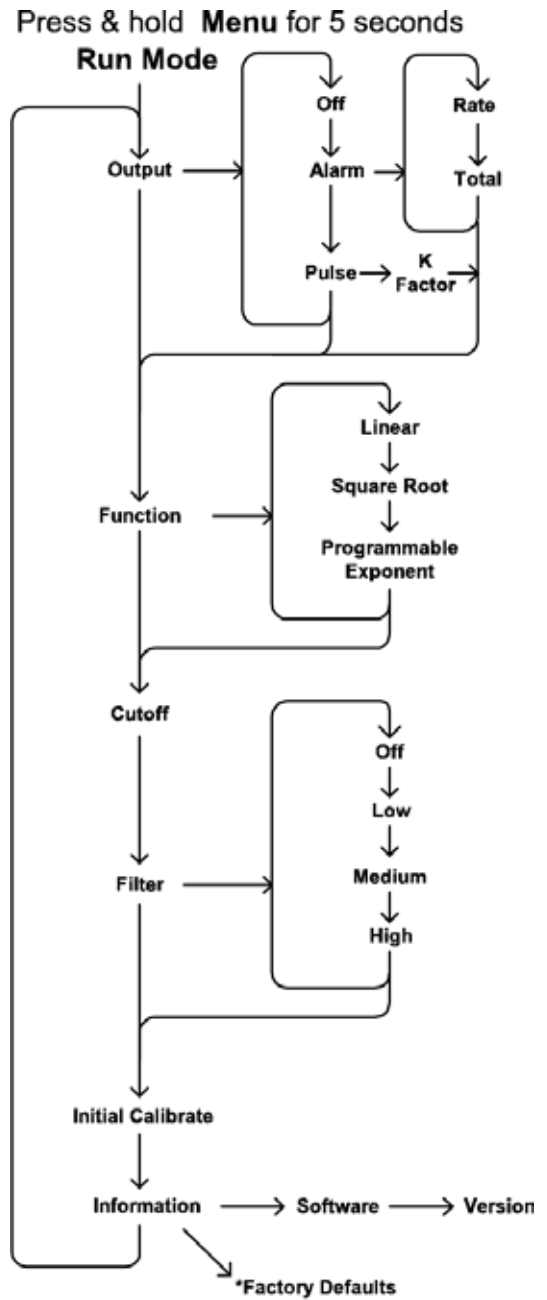 Press & hold Menu for 5 seconds
Run Mode
Off
Rate
Output
Alarm
Total
Pulse
K
Factor
Linear
Function
Square Root
Programmable
Exponent
Cutoff
Off
Low
Filter
Medium
High
Initial Calibrate
Information
Software
Version
*Factory Defaults